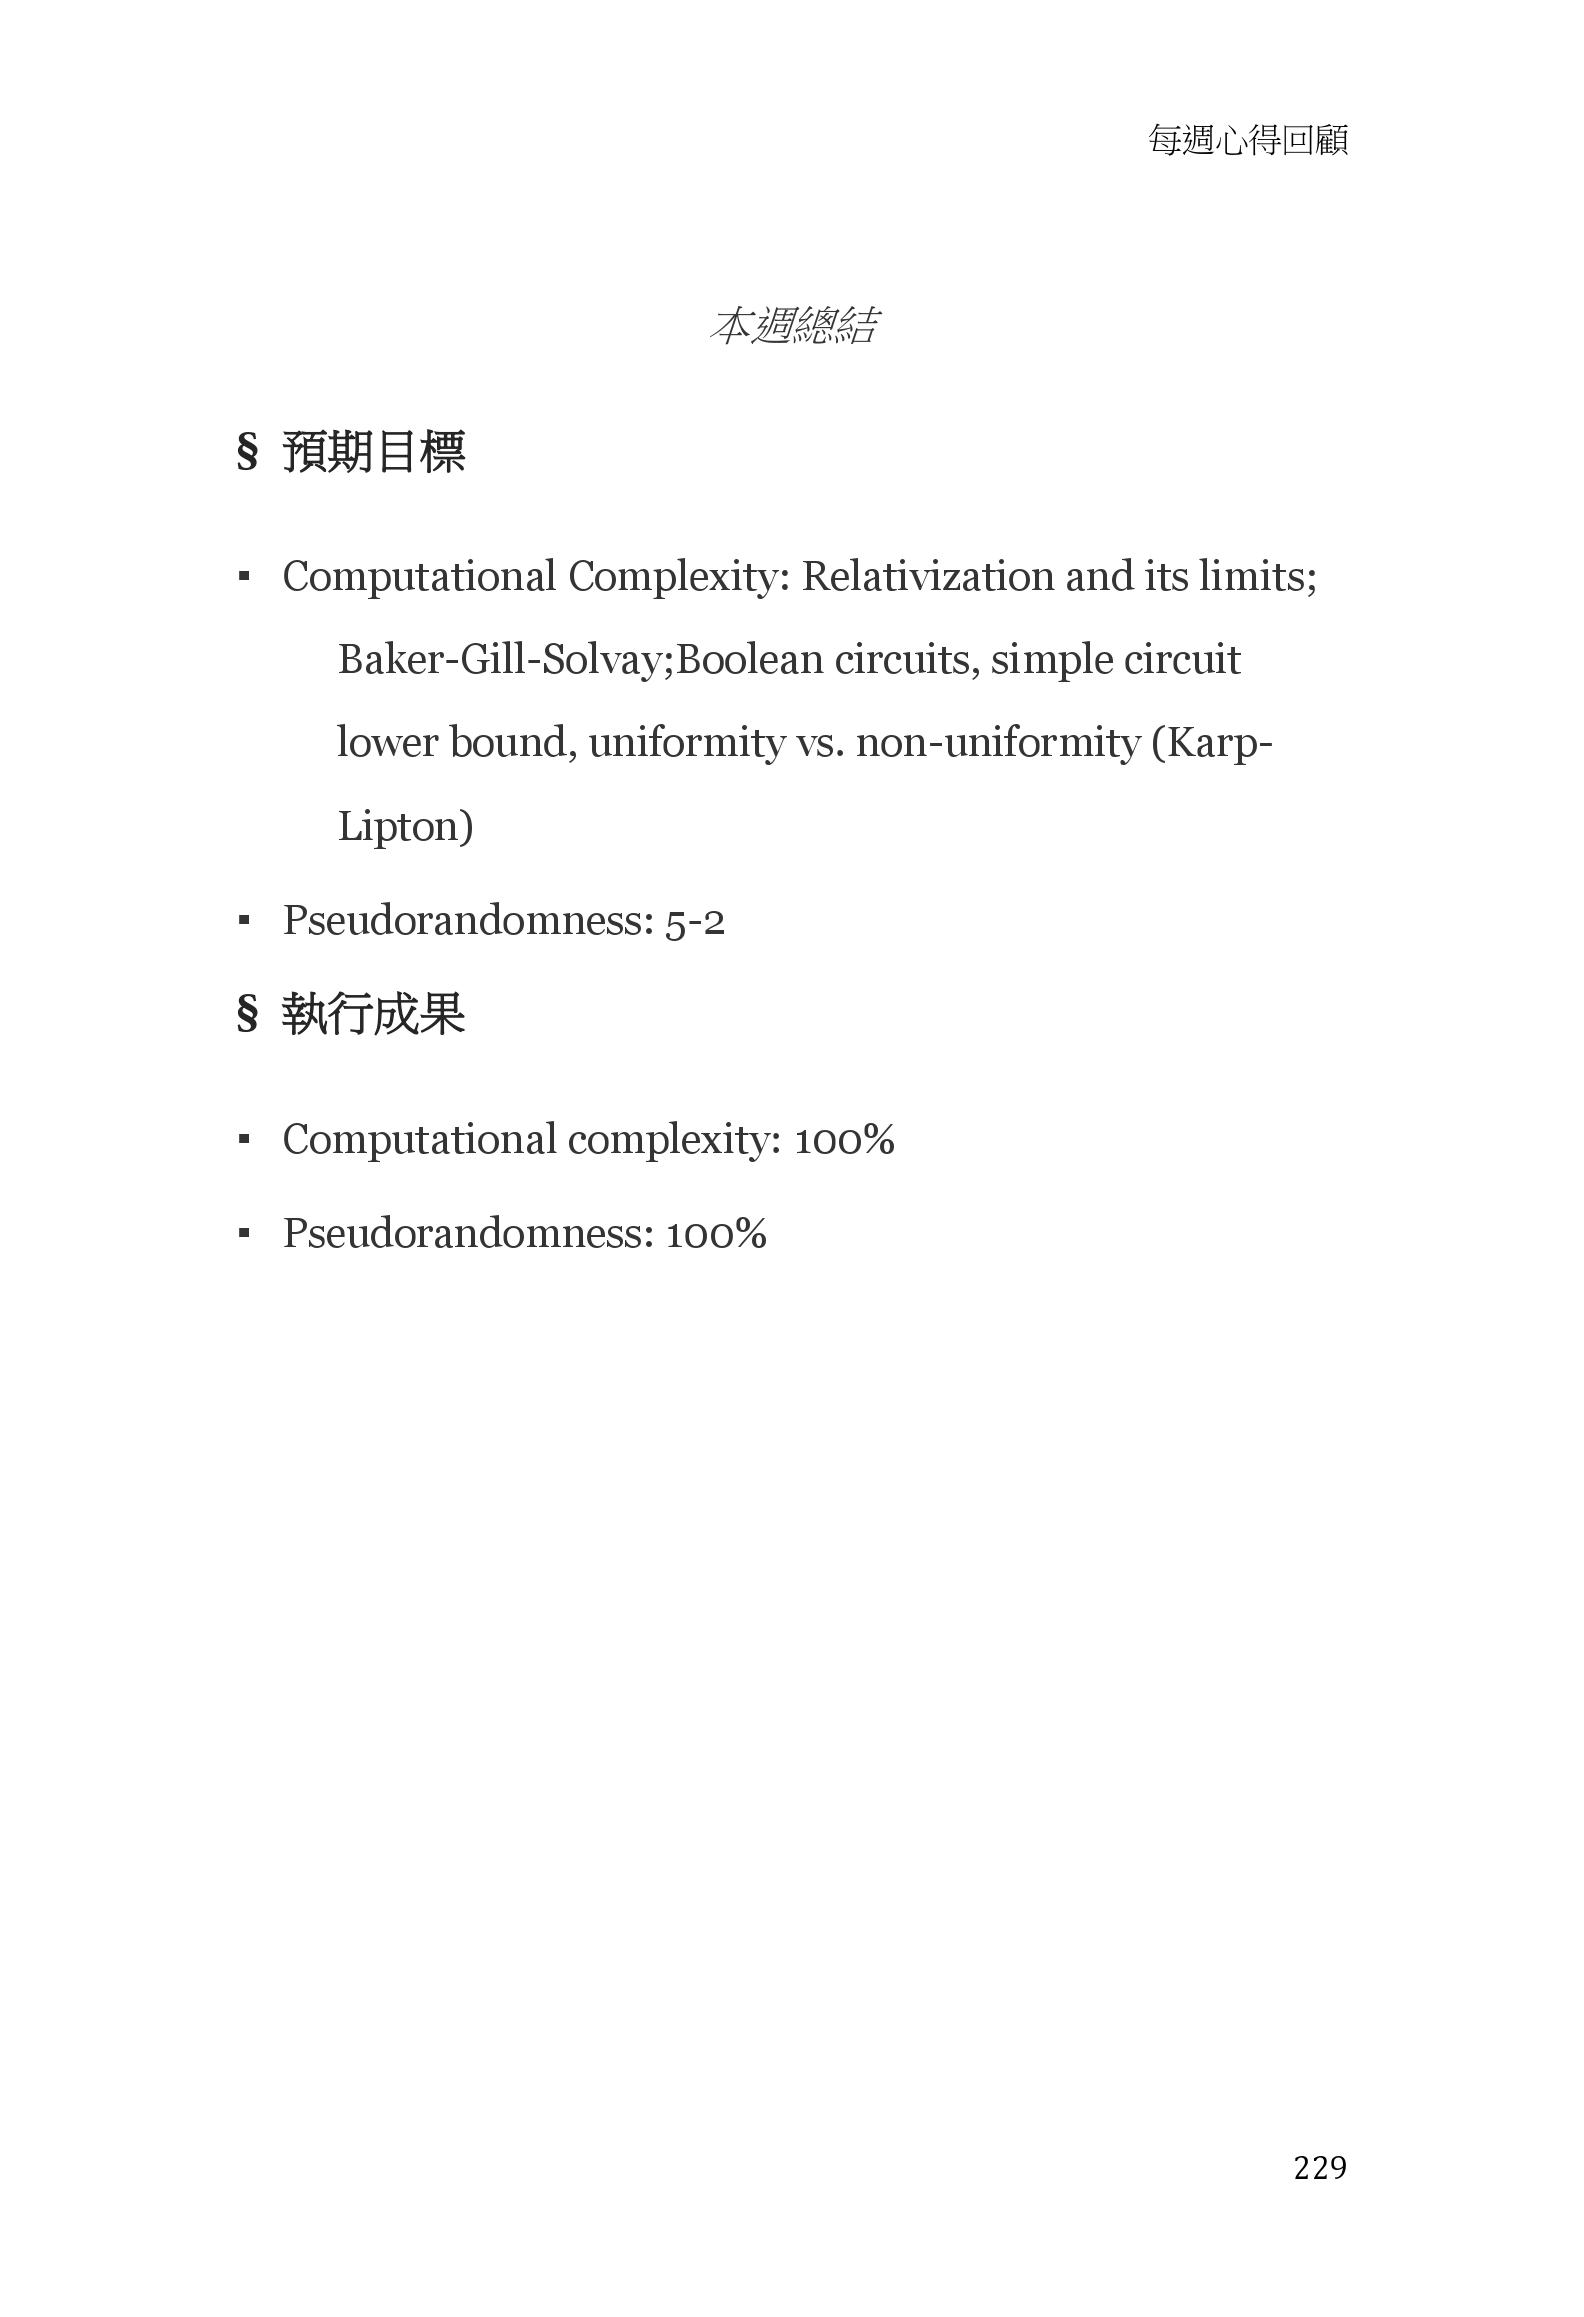 每週心得回顧
本週總結
§ 預期目標
▪ Computational Complexity: Relativization and its limits;
Baker-Gill-Solvay;Boolean circuits, simple circuit
lower bound, uniformity vs. non-uniformity (Karp-
Lipton)
▪ Pseudorandomness: 5-2
§ 執行成果
▪ Computational complexity: 100%
▪ Pseudorandomness: 100%
229